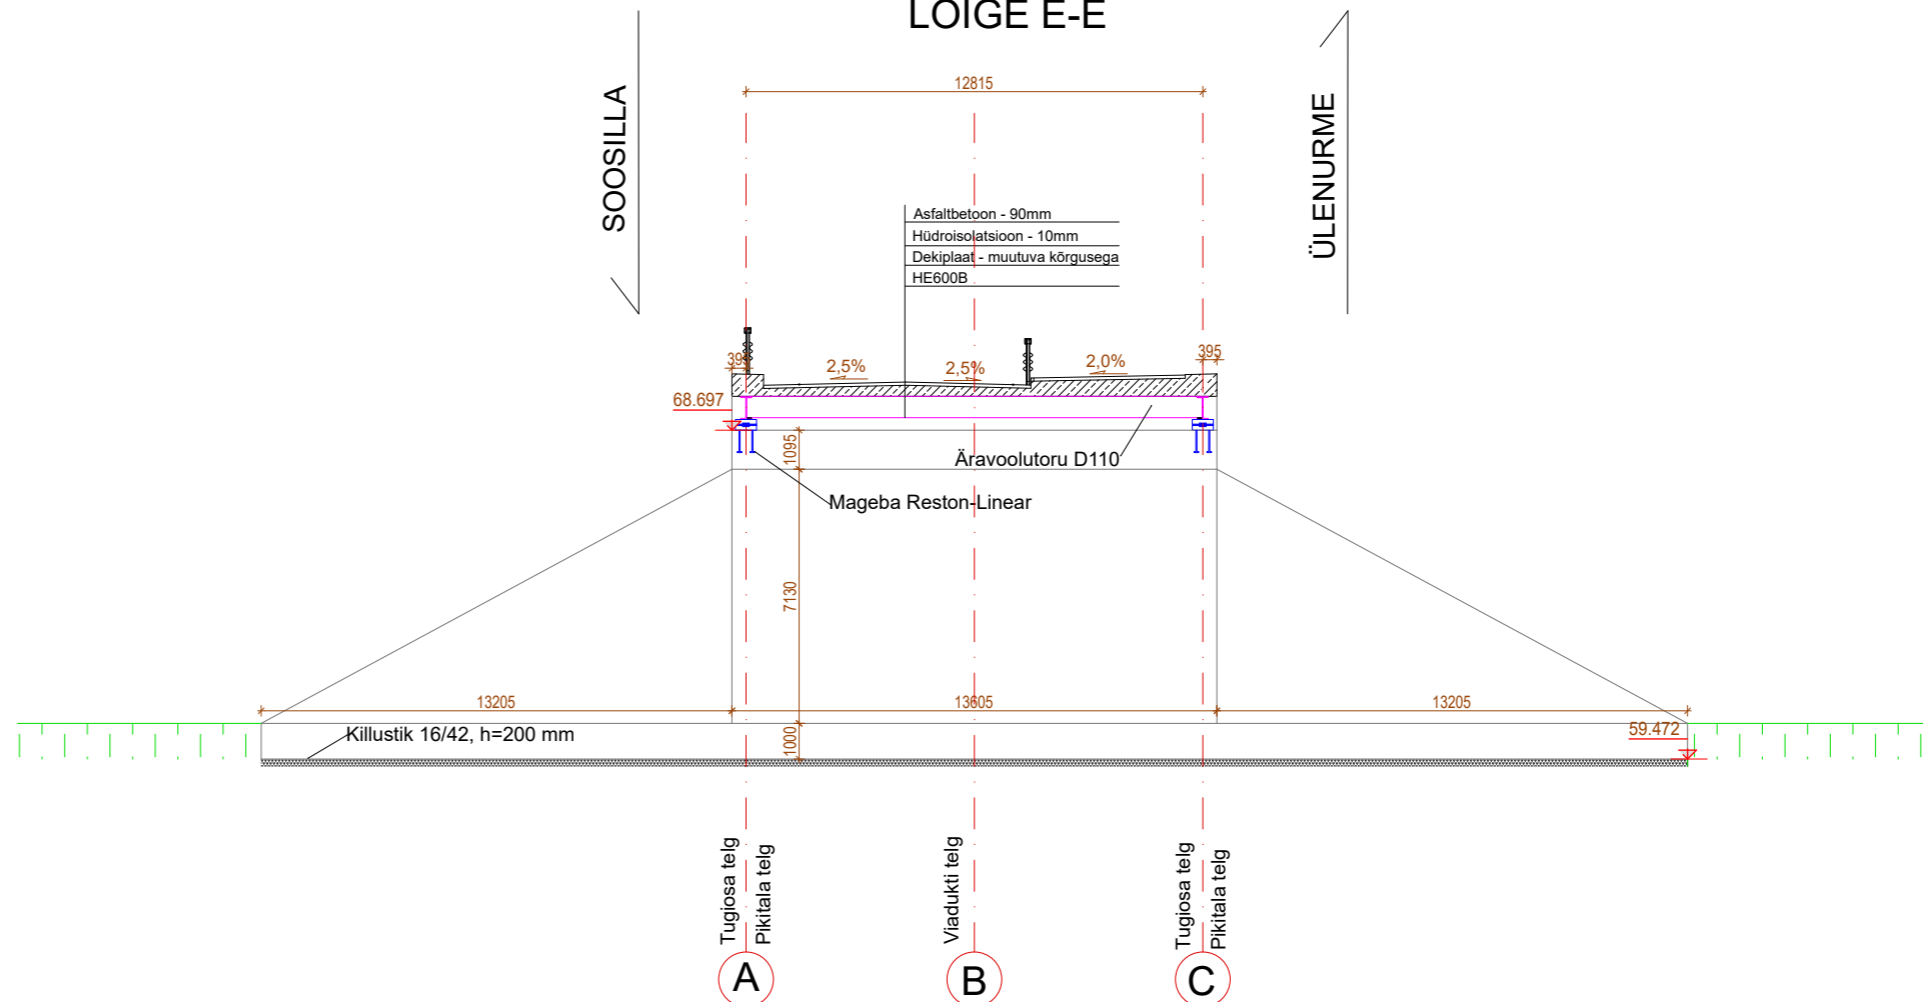 LÕIGE E-E
SOOSILLA
ÜLENURME
12815
Asfaltbetoon - 90mm
Hüdroisolatsioon - 10mm
Dekiplaat - muutuva kõrgusega
HE600B
395
2,5%
2,5%
2,0%
395
68.697
1095
Äravoolutoru D110
Mageba Reston-Linear
7130
13205
13605
13205
Killustik 16/42, h=200 mm
1000
59.472
Tugiosa telg
Pikitala telg
Viadukti telg
Tugiosa telg
Pikitala telg
A
B
C